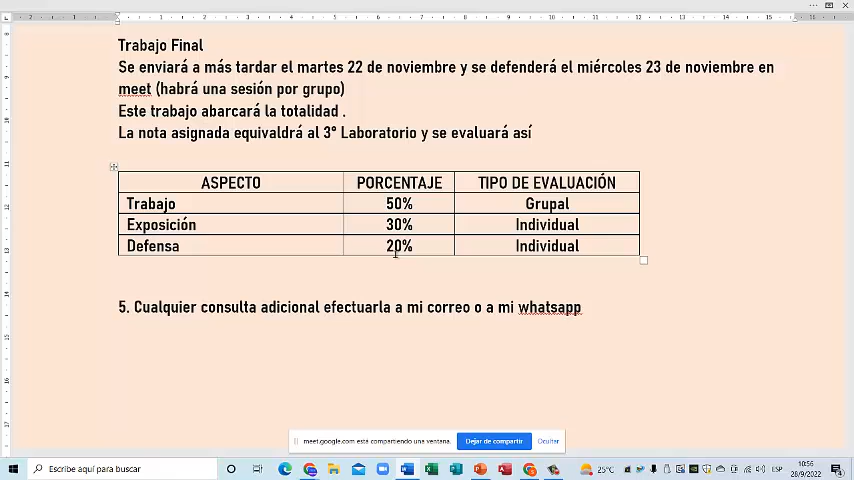 Trabajo Final
Se enviará a más tardar el martes 22 de noviembre y se defenderá el miércoles 23 de noviembre en
meet (habrá una sesión por grupo)
Este trabajo abarcará la totalidad .
La nota asignada equivaldrá al 3° Laboratorio y se evaluará así
ASPECTO PORCENTAJE TIPO DE EVALUACIÓN
Trabajo 50% Grupal
Exposición 30% Individual
Defensa 20% Individual
5. Cualquier consulta adicional efectuarla a mi correo o a mi whatsapp
meet.google.com está compartiendo una ventana. Dejar de compartir Ocultar
Escribe aquí para buscar 25°C ESP 10:56
28/9/2022